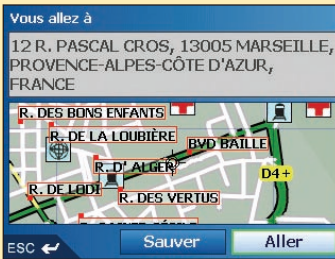 Vous allez à
12 R. PASCAL CROS, 13005 MARSEILLE,
PROVENCE-ALPES-CÔTE D'AZUR,
FRANCE
R. DES BONS ENFANTS
R. DE LA LOUBIÈRE
BVD BAILLE
R. D'ALGER
D4+
R. DE LODI
R. DES VERTUS
ESC
Sauver
Aller